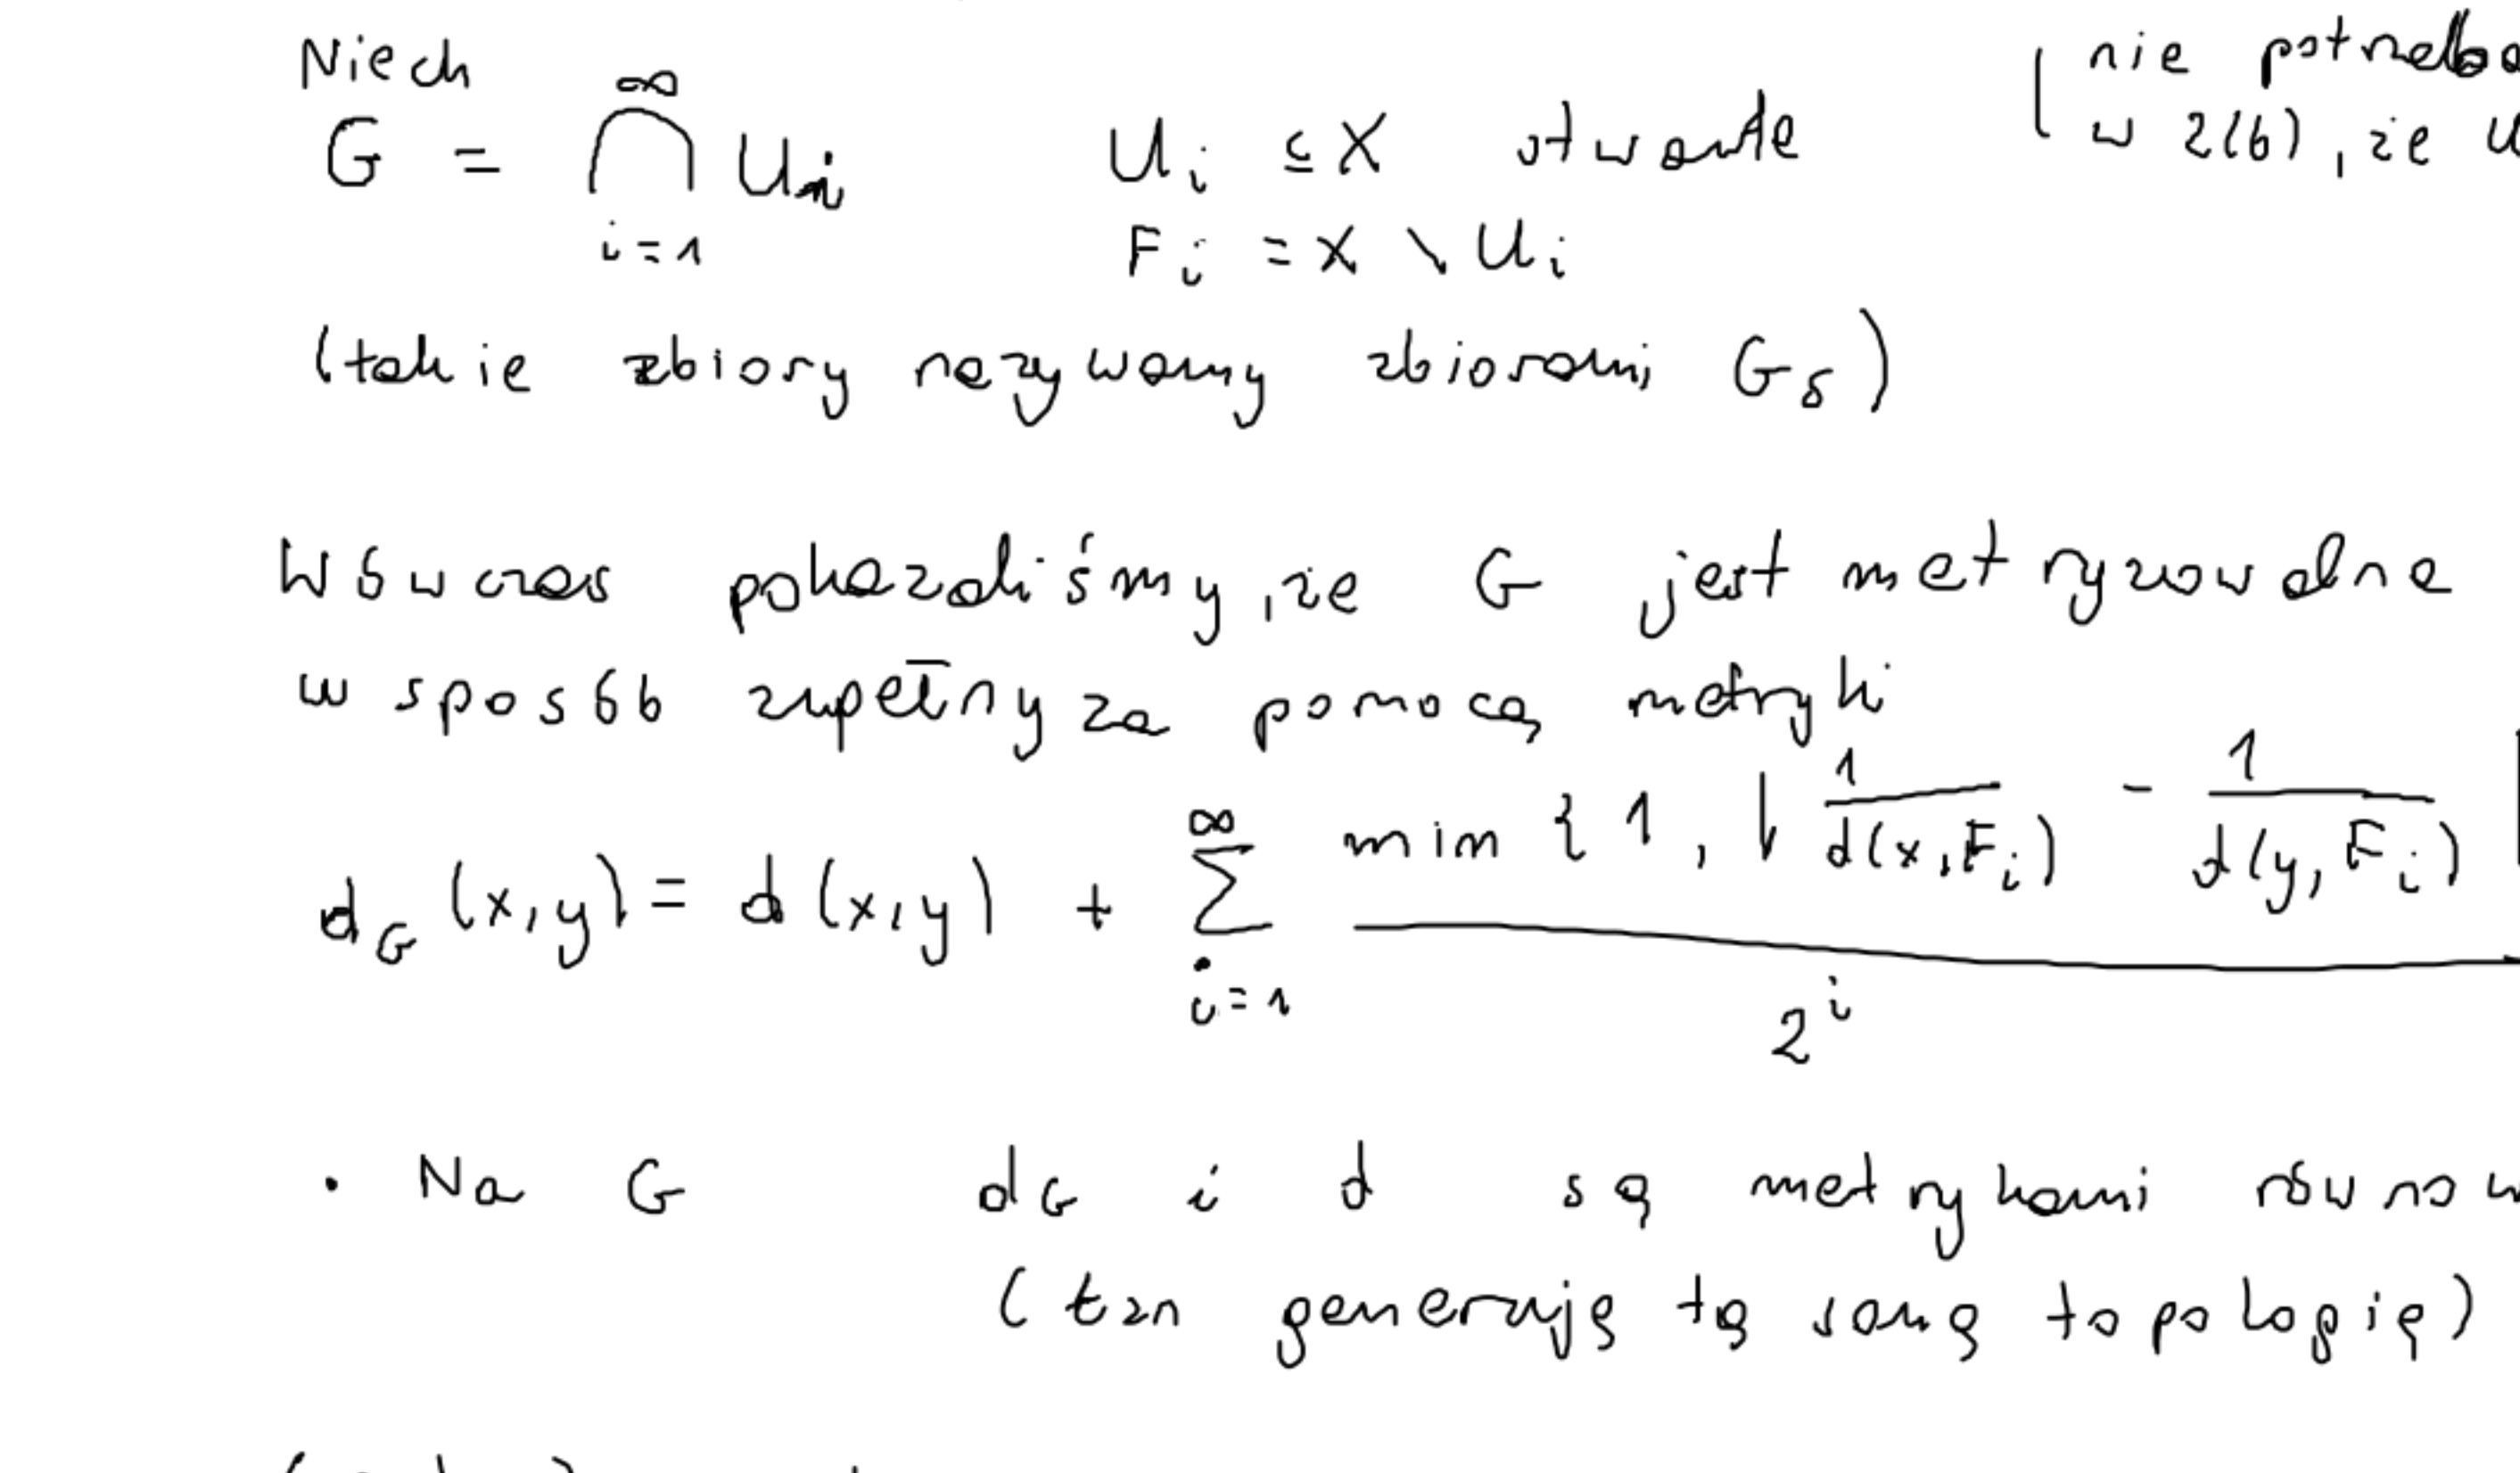 Niech
G = ⋂_{i=1}^{∞} U_i   U_i ⊆ X otwarte
( nie
w 2(b), że
F_i = X \ U_i
(takie zbiory nazywamy zbiorami G_δ)
Wówczas pokazaliśmy, że G jest metryzowalne
w sposób zupełny za pomocą metryki
d_G (x,y) = d(x,y) + ∑_{i=1}^{∞} min { 1, | 1/d(x,F_i) - 1/d(y,F_i) | / 2^i
• Na G d_G i d są metrykami
(tzn generują tę samą topologię)